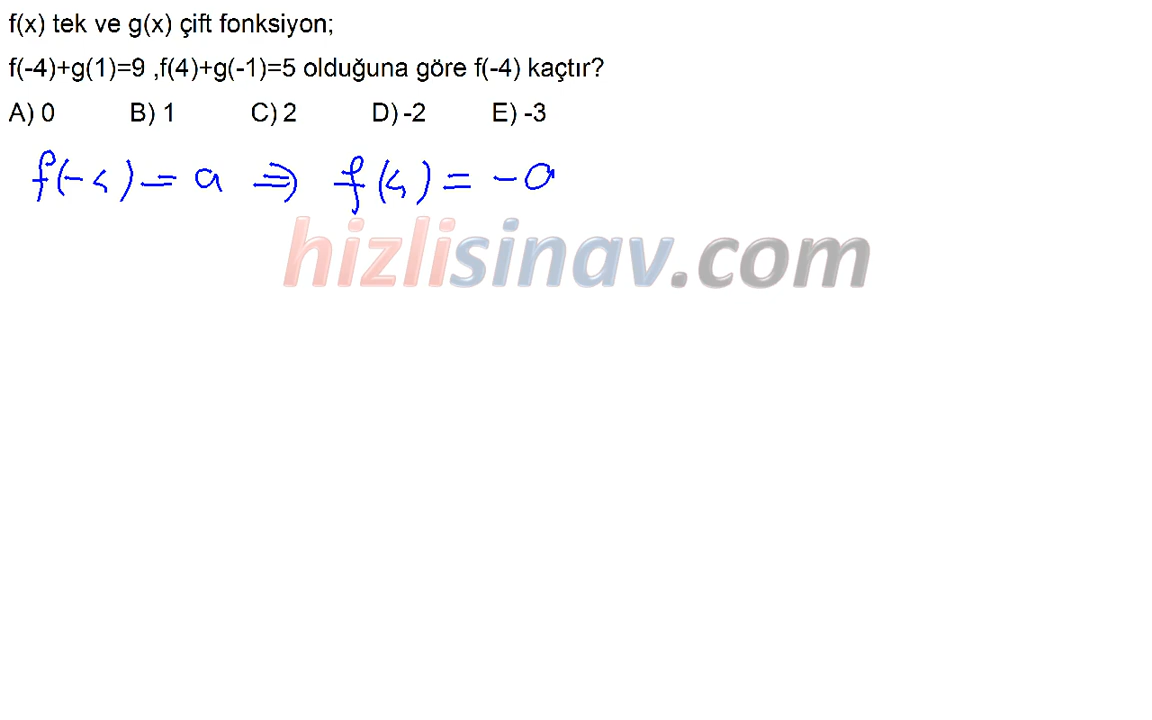 f(x) tek ve g(x) çift fonksiyon;
f(-4)+g(1)=9 ,f(4)+g(-1)=5 olduğuna göre f(-4) kaçtır?
A) 0 B) 1 C) 2 D) -2 E) -3
f(-4) = a ⇒ f(4) = -a
hizlisinav.com